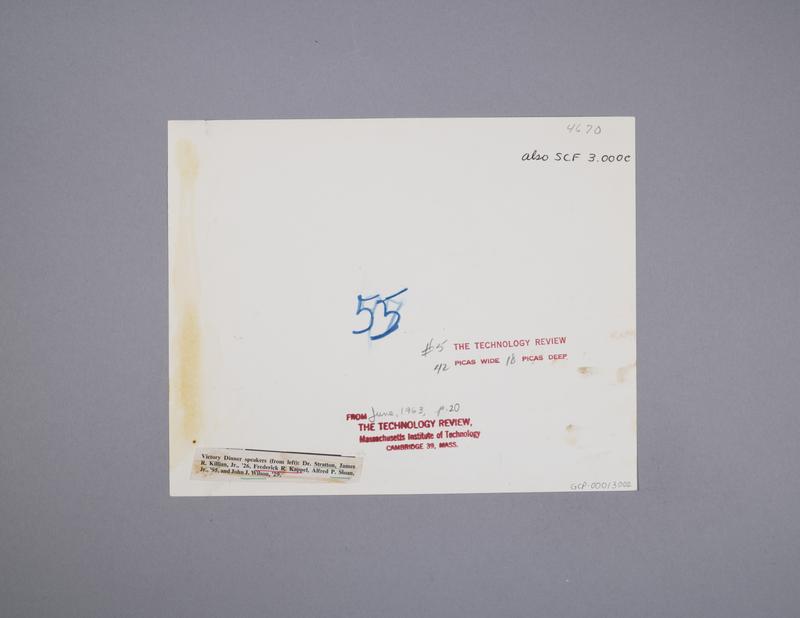 4670
also SCF 3.000c
55
#5 THE TECHNOLOGY REVIEW
42 PICAS WIDE 18 PICAS DEEP
FROM June, 1963, p.20
THE TECHNOLOGY REVIEW,
Massachusetts Institute of Technology
CAMBRIDGE 39, MASS.
Victory Dinner speakers (from left): Dr. Stratton, James
R. Killian, Jr., '26, Frederick R. Kappel, Alfred P. Sloan,
Jr., '95, and John J. Wilson, '29.
GCP-00013002